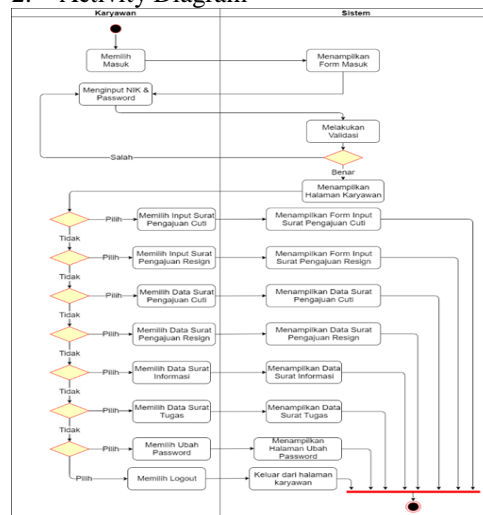 2. Activity Diagram
Karyawan
Sistem
Memilih
Masuk
Menampilkan
Form Masuk
Menginput NIK &
Password
Melakukan
Validasi
Salah
Benar
Menampilkan
Halaman Karyawan
Pilih
Memilih Input Surat
Pengajuan Cuti
Menampilkan Form Input
Surat Pengajuan Cuti
Tidak
Pilih
Memilih Input Surat
Pengajuan Resign
Menampilkan Form Input
Surat Pengajuan Resign
Tidak
Pilih
Memilih Data Surat
Pengajuan Cuti
Menampilkan Data Surat
Pengajuan Cuti
Tidak
Pilih
Memilih Data Surat
Pengajuan Resign
Menampilkan Data Surat
Pengajuan Resign
Tidak
Pilih
Memilih Data Surat
Informasi
Menampilkan Data
Surat Informasi
Tidak
Pilih
Memilih Data Surat
Tugas
Menampilkan Data
Surat Tugas
Tidak
Pilih
Memilih Ubah
Password
Menampilkan
Halaman Ubah
Password
Pilih
Memilih Logout
Keluar dari halaman
karyawan